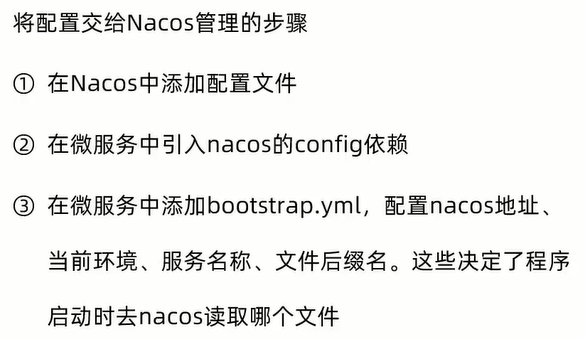 将配置交给Nacos管理的步骤
① 在Nacos中添加配置文件
② 在微服务中引入nacos的config依赖
③ 在微服务中添加bootstrap.yml，配置nacos地址、
当前环境、服务名称、文件后缀名。这些决定了程序
启动时去nacos读取哪个文件